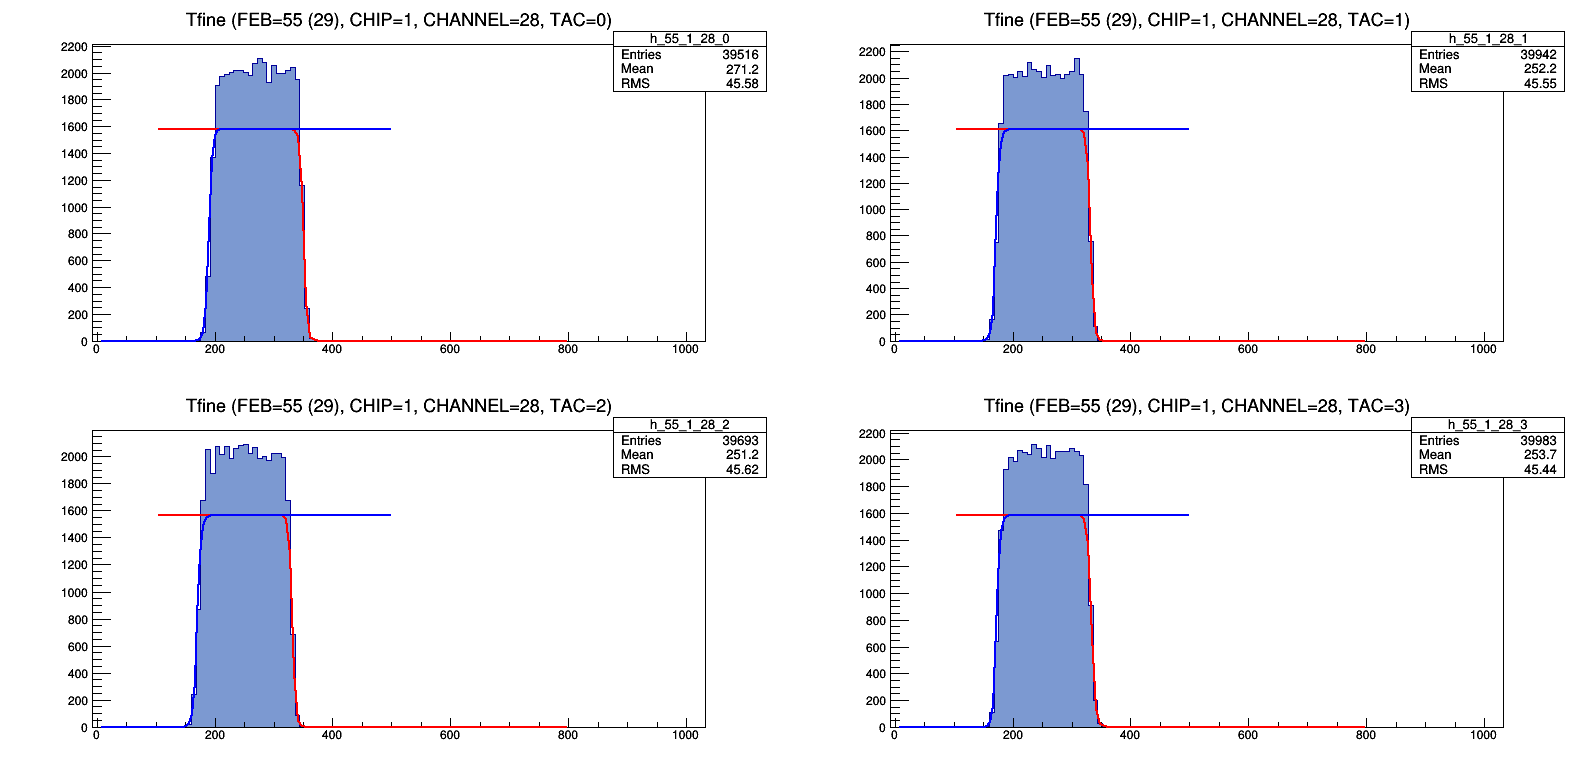 Tfine (FEB=55 (29), CHIP=1, CHANNEL=28, TAC=0)
h_55_1_28_0
Entries 39516
Mean 271.2
RMS 45.58
2200
2000
1800
1600
1400
1200
1000
800
600
400
200
0
0 200 400 600 800 1000
Tfine (FEB=55 (29), CHIP=1, CHANNEL=28, TAC=1)
h_55_1_28_1
Entries 39942
Mean 252.2
RMS 45.55
2200
2000
1800
1600
1400
1200
1000
800
600
400
200
0
0 200 400 600 800 1000
Tfine (FEB=55 (29), CHIP=1, CHANNEL=28, TAC=2)
h_55_1_28_2
Entries 39693
Mean 251.2
RMS 45.62
2000
1800
1600
1400
1200
1000
800
600
400
200
0
0 200 400 600 800 1000
Tfine (FEB=55 (29), CHIP=1, CHANNEL=28, TAC=3)
h_55_1_28_3
Entries 39983
Mean 253.7
RMS 45.44
2200
2000
1800
1600
1400
1200
1000
800
600
400
200
0
0 200 400 600 800 1000